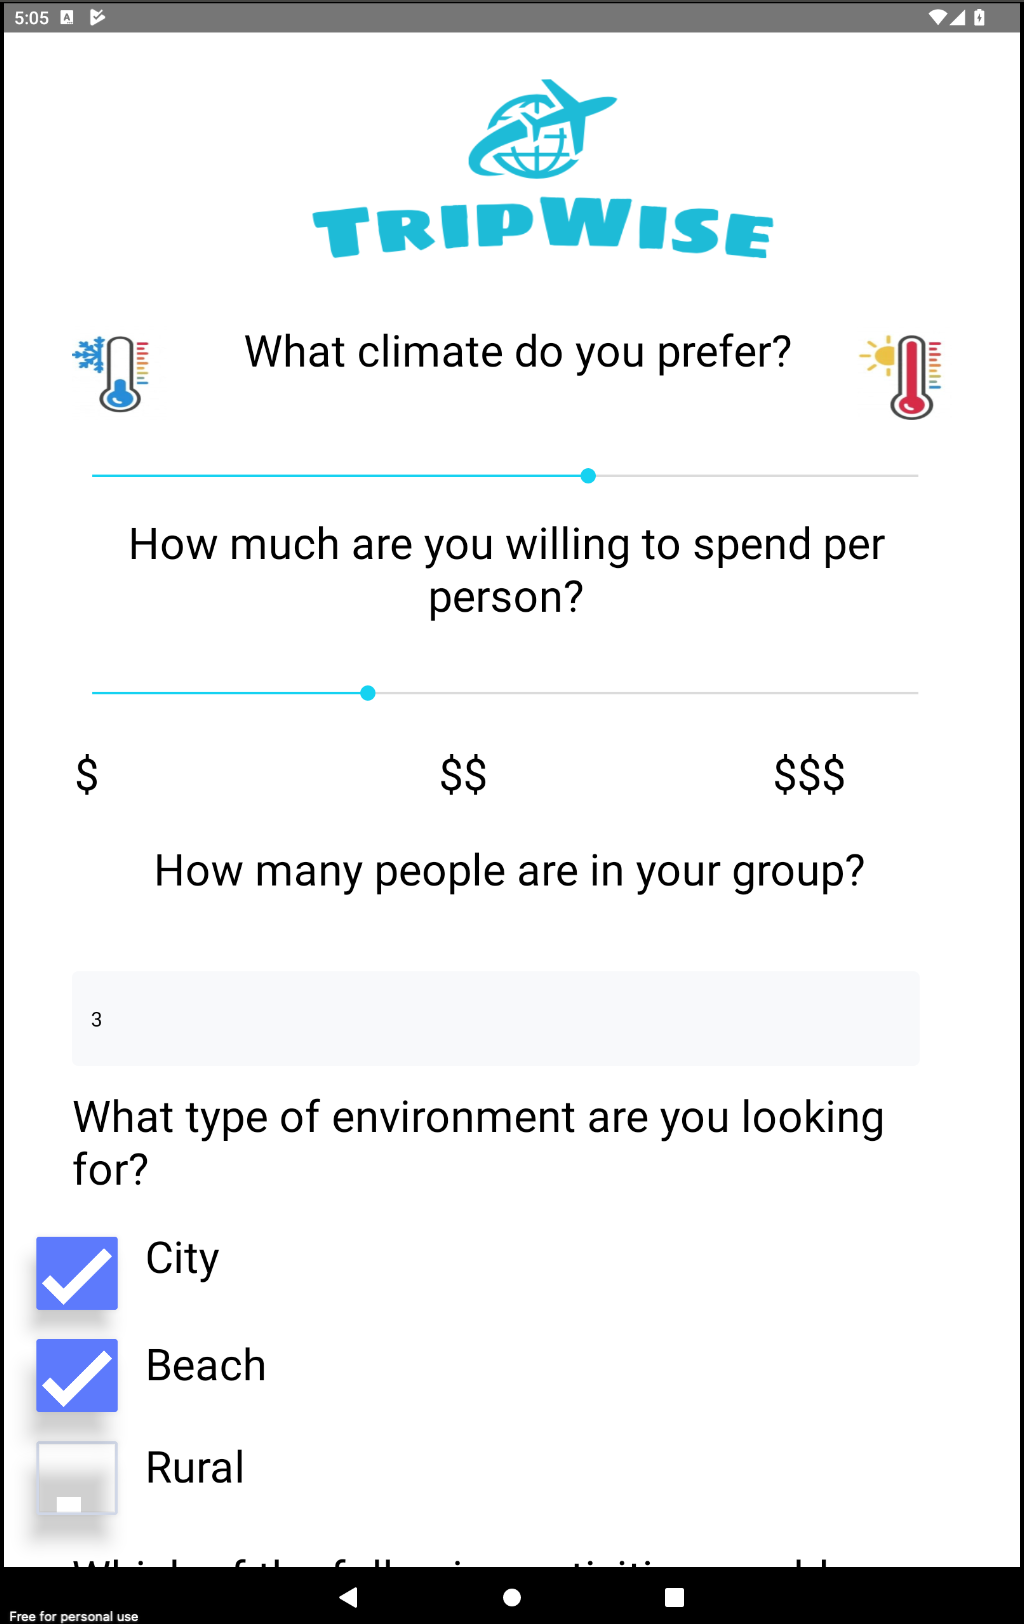 5:05
TRIPWISE
What climate do you prefer?
How much are you willing to spend per
person?
$ $$ $$$
How many people are in your group?
3
What type of environment are you looking
for?
City
Beach
Rural
Free for personal use